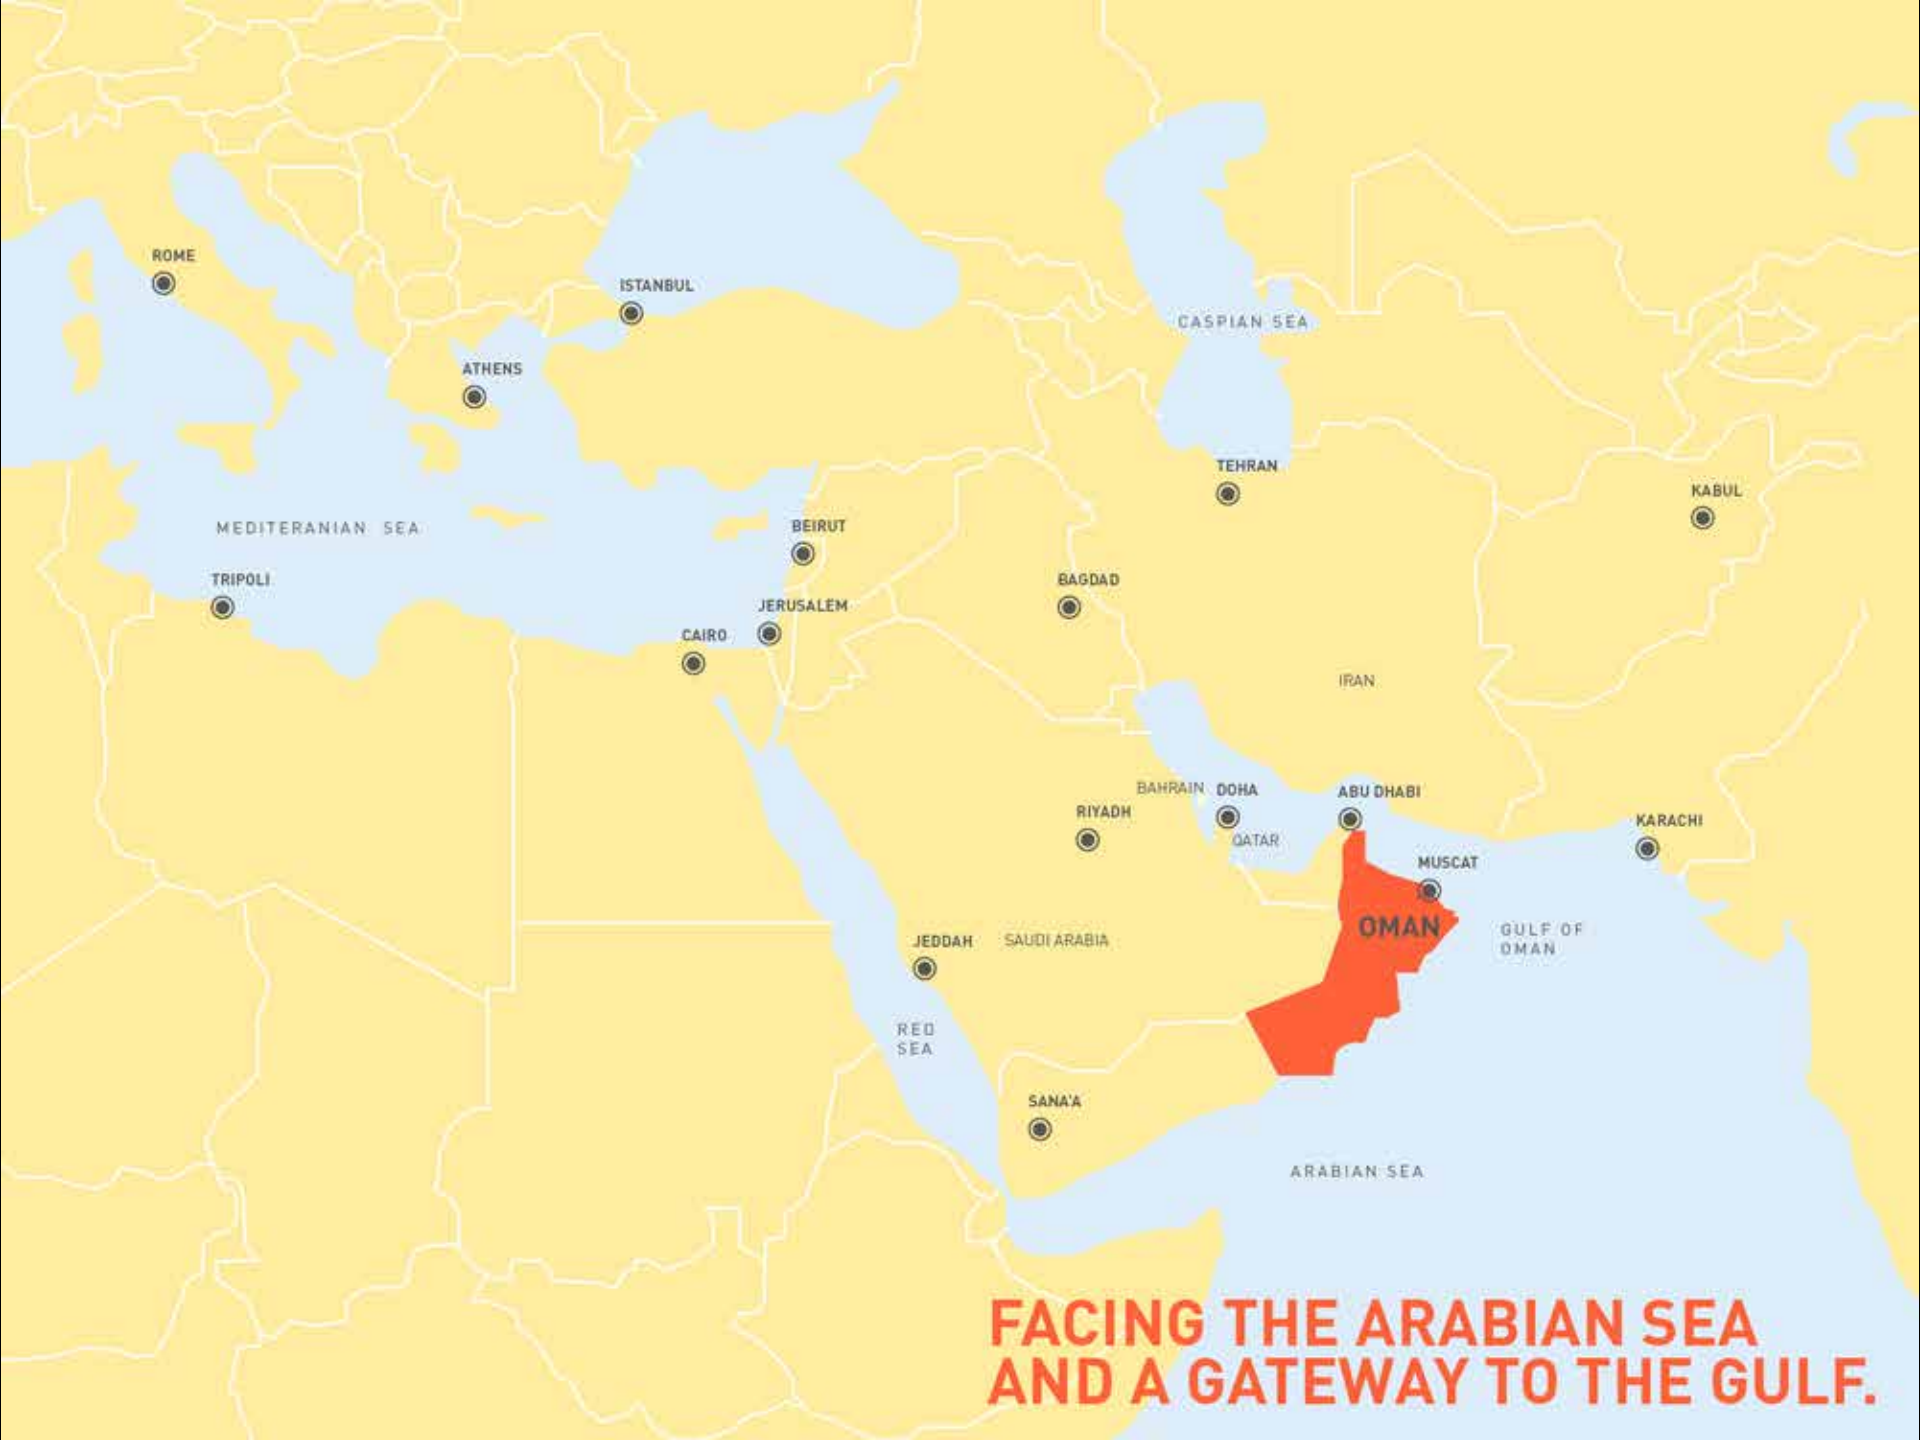 ROME
ISTANBUL
CASPIAN SEA
ATHENS
TEHRAN
KABUL
MEDITERANIAN SEA
BEIRUT
TRIPOLI
BAGDAD
JERUSALEM
CAIRO
IRAN
BAHRAIN
DOHA
ABU DHABI
RIYADH
QATAR
KARACHI
MUSCAT
OMAN
GULF OF
OMAN
JEDDAH
SAUDI ARABIA
RED
SEA
SANA'A
ARABIAN SEA
FACING THE ARABIAN SEA
AND A GATEWAY TO THE GULF.